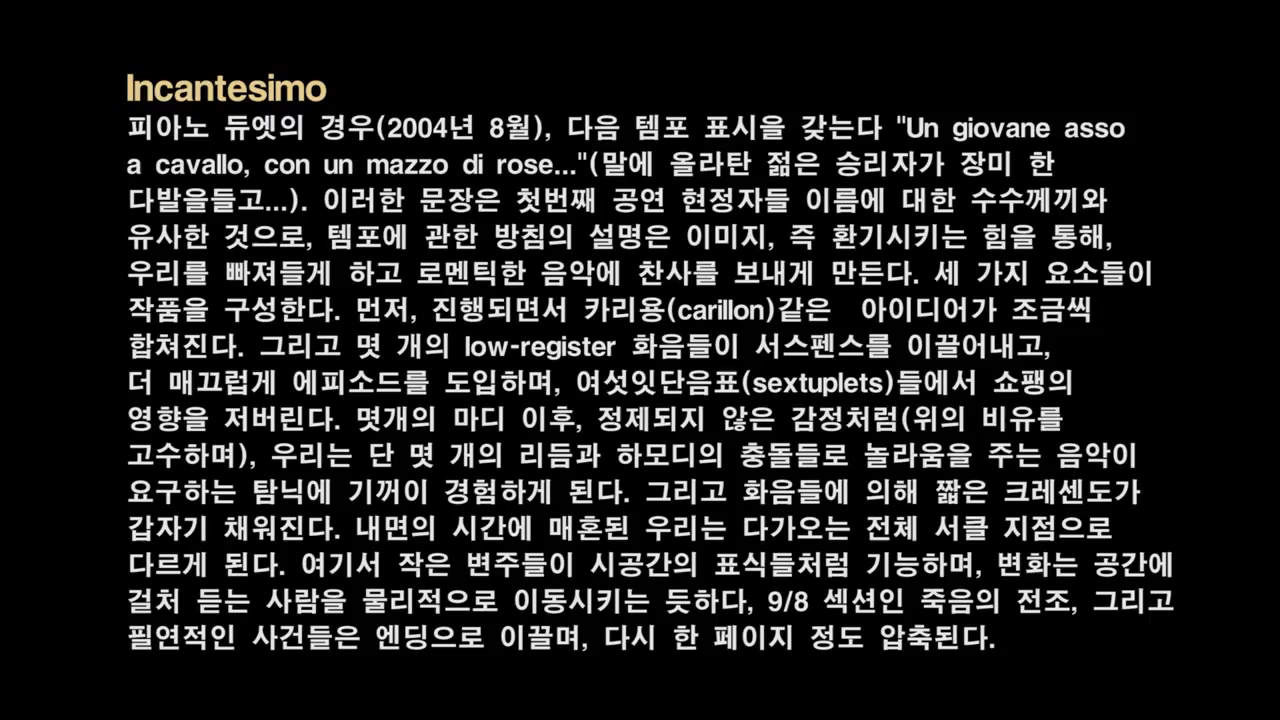 Incantesimo
피아노 듀엣의 경우(2004년 8월), 다음 템포 표시을 갖는다 "Un giovane asso
a cavallo, con un mazzo di rose..."(말에 올라탄 젊은 승리자가 장미 한
다발을들고...). 이러한 문장은 첫번째 공연 현정자들 이름에 대한 수수께끼와
유사한 것으로, 템포에 관한 방침의 설명은 이미지, 즉 환기시키는 힘을 통해,
우리를 빠져들게 하고 로멘틱한 음악에 찬사를 보내게 만든다. 세 가지 요소들이
작품을 구성한다. 먼저, 진행되면서 카리용(carillon)같은 아이디어가 조금씩
합쳐진다. 그리고 몇 개의 low-register 화음들이 서스펜스를 이끌어내고,
더 매끄럽게 에피소드를 도입하며, 여섯잇단음표(sextuplets)들에서 쇼팽의
영향을 저버린다. 몇개의 마디 이후, 정제되지 않은 감정처럼(위의 비유를
고수하며), 우리는 단 몇 개의 리듬과 하모디의 충돌들로 놀라움을 주는 음악이
요구하는 탐닉에 기꺼이 경험하게 된다. 그리고 화음들에 의해 짧은 크레센도가
갑자기 채워진다. 내면의 시간에 매혼된 우리는 다가오는 전체 서클 지점으로
다르게 된다. 여기서 작은 변주들이 시공간의 표식들처럼 기능하며, 변화는 공간에
걸처 듣는 사람을 물리적으로 이동시키는 듯하다, 9/8 섹션인 죽음의 전조, 그리고
필연적인 사건들은 엔딩으로 이끌며, 다시 한 페이지 정도 압축된다.